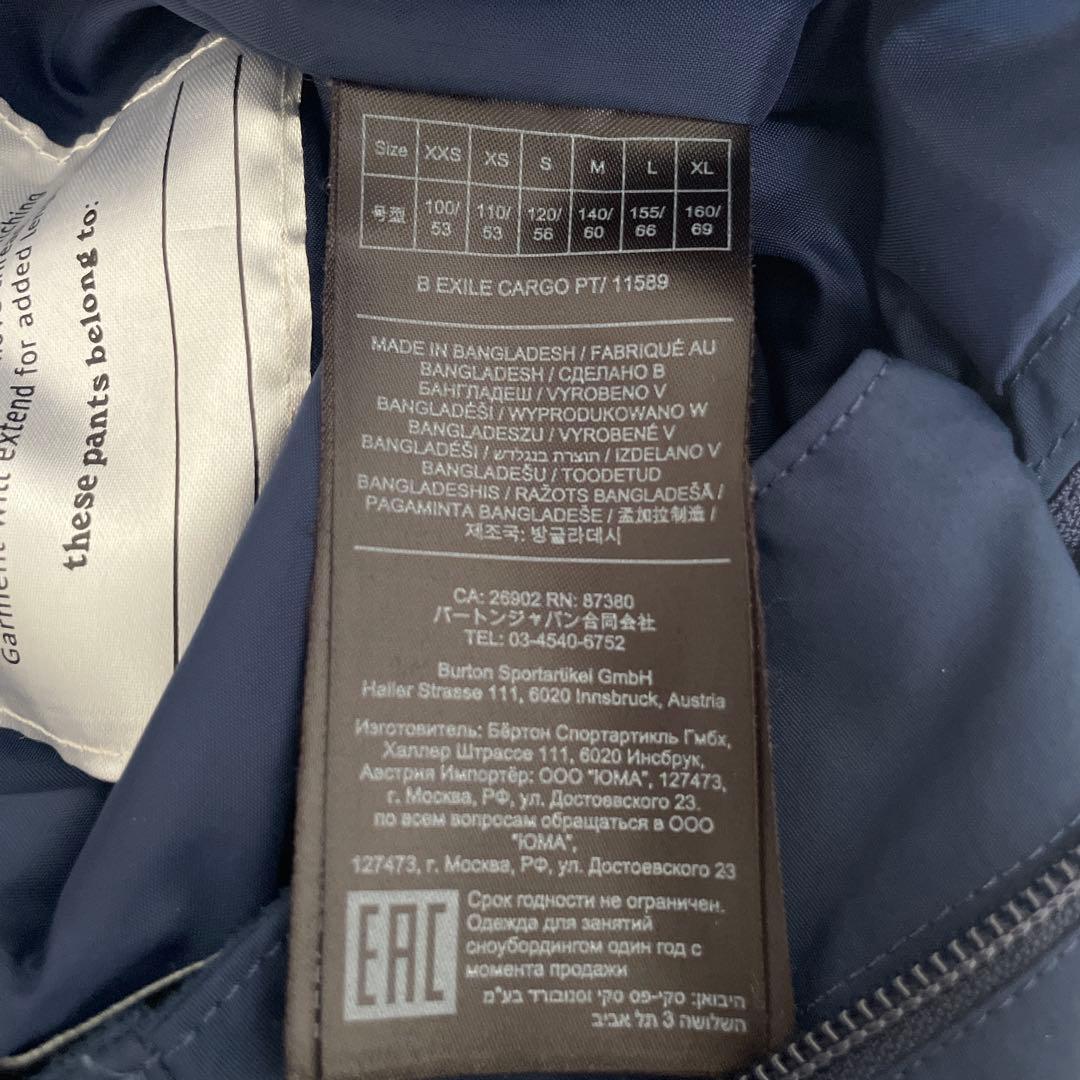 extend for added
these pants belong to:
Size XXS XS S M L XL
号型 100/53 110/63 120/56 140/60 155/66 160/69
B EXILE CARGO PT/ 11589
MADE IN BANGLADESH / FABRIQUÉ AU
BANGLADESH / СДЕЛАНО В
БАНГЛАДЕШ / VYROBENO V
BANGLADÉŠI / WYPRODUKOWANO W
BANGLADESZU / VYROBENÉ V
BANGLADÉŠI / תוצרת בנגלדש / IZDELANO V
BANGLADEŠU / TOODETUD
BANGLADESHIS / RAŽOTS BANGLADEŠĀ /
PAGAMINTA BANGLADEŠE / 孟加拉制造 /
제조국: 방글라데시
CA: 26902 RN: 87380
バートンジャパン合同会社
TEL: 03-4540-6752
Burton Sportartikel GmbH
Haller Strasse 111, 6020 Innsbruck, Austria
Изготовитель: Бёртон Спортартикль Гмбх,
Халлер Штрассе 111, 6020 Инсбрук,
Австрия Импортёр: ООО "ЮМА", 127473,
г. Москва, РФ, ул. Достоевского 23.
по всем вопросам обращаться в ООО
"ЮМА",
127473, г. Москва, РФ, ул. Достоевского 23
EAC
Срок годности не ограничен.
Одежда для занятий
сноубордингом один год с
момента продажи
היבואן: סקי-פס סקי וסנובורד בע"מ
השלושה 3 תל אביב